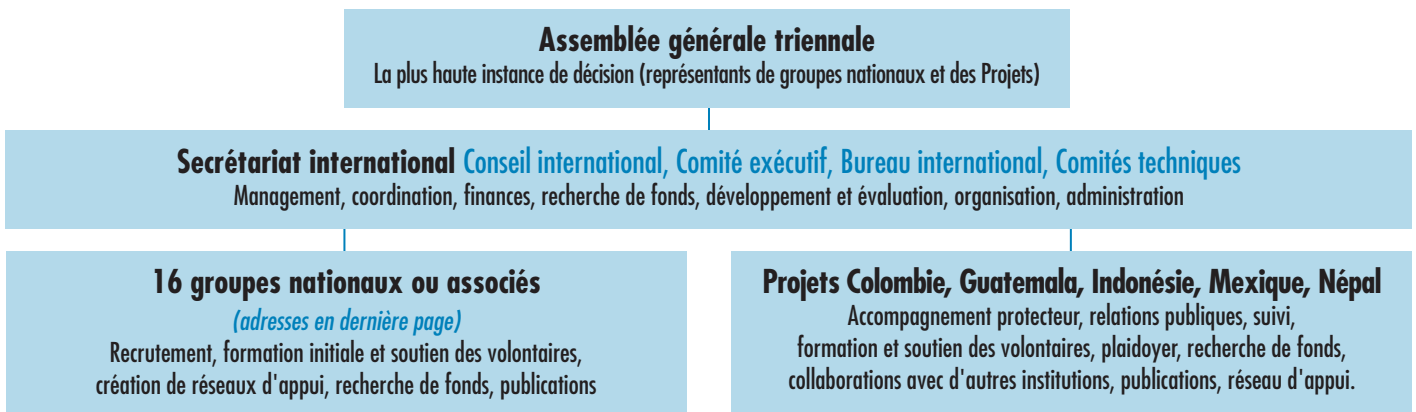 Assemblée générale triennale
La plus haute instance de décision (représentants de groupes nationaux et des Projets)
Secrétariat international Conseil international, Comité exécutif, Bureau international, Comités techniques
Management, coordination, finances, recherche de fonds, développement et évaluation, organisation, administration
16 groupes nationaux ou associés
(adresses en dernière page)
Recrutement, formation initiale et soutien des volontaires,
création de réseaux d'appui, recherche de fonds, publications
Projets Colombie, Guatemala, Indonésie, Mexique, Népal
Accompagnement protecteur, relations publiques, suivi,
formation et soutien des volontaires, plaidoyer, recherche de fonds,
collaborations avec d'autres institutions, publications, réseau d'appui.